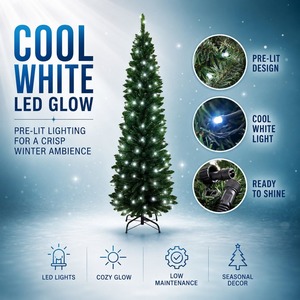 COOL
WHITE
LED GLOW
PRE-LIT LIGHTING
FOR A CRISP
WINTER AMBIENCE
PRE-LIT
DESIGN
COOL
WHITE
LIGHT
READY
TO SHINE
LED LIGHTS
COZY GLOW
LOW
MAINTENANCE
SEASONAL
DECOR